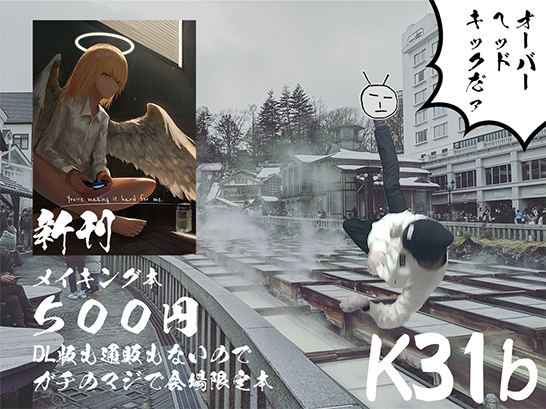 オーバー
ヘッド
キックだァ
You're making it hard for me.
新刊
メイキング本
５００円
DL版も通販もないので
ガチのマジで会場限定本
K31b